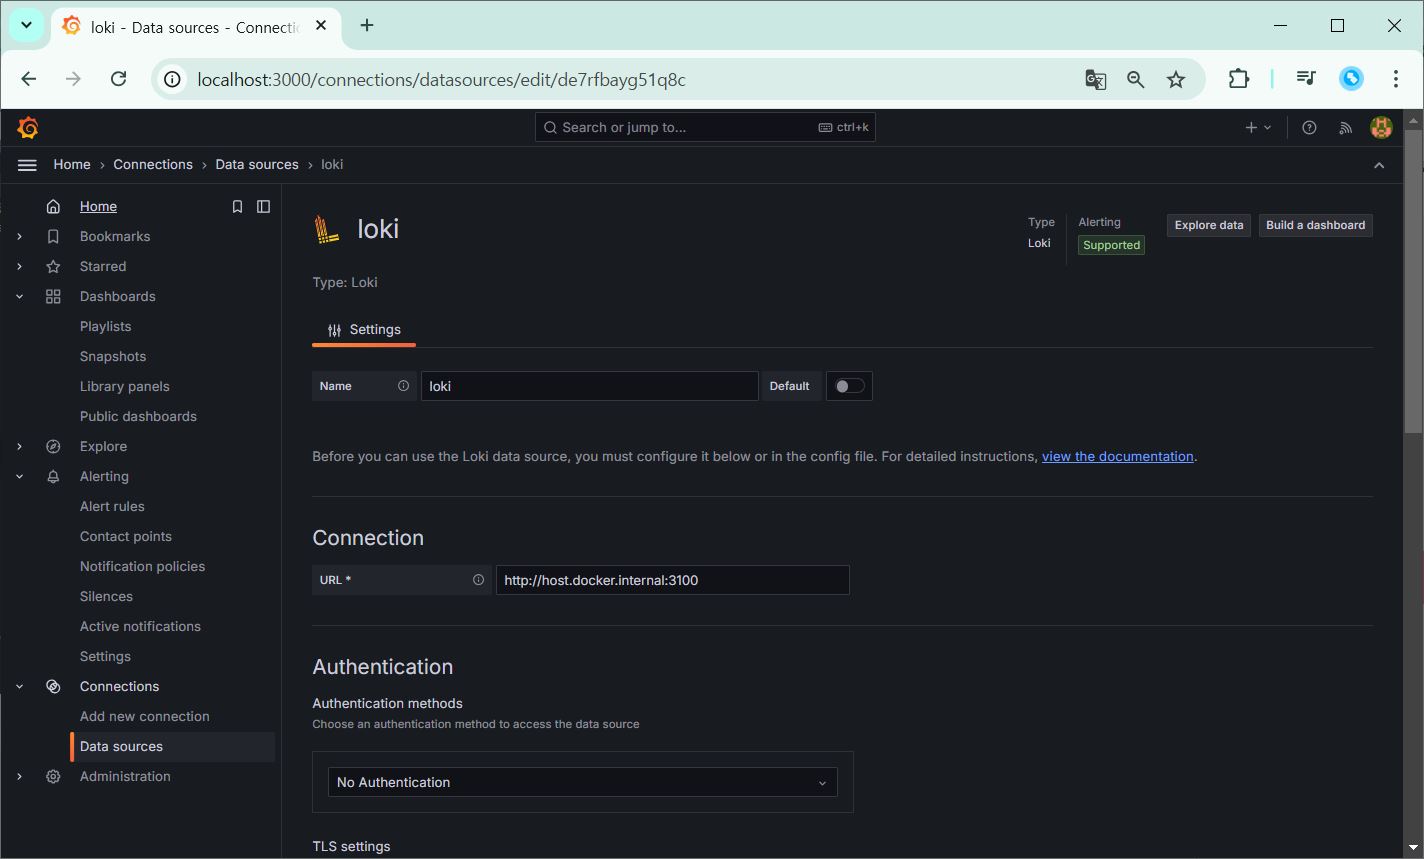 loki - Data sources - Connectic
localhost:3000/connections/datasources/edit/de7rfbayg51q8c
Search or jump to...
ctrl+k
Home
Connections
Data sources
loki
Home
Bookmarks
Starred
Dashboards
Playlists
Snapshots
Library panels
Public dashboards
Explore
Alerting
Alert rules
Contact points
Notification policies
Silences
Active notifications
Settings
Connections
Add new connection
Data sources
Administration
loki
Type
Loki
Alerting
Supported
Explore data
Build a dashboard
Type: Loki
Settings
Name
loki
Default
Before you can use the Loki data source, you must configure it below or in the config file. For detailed instructions, view the documentation.
Connection
URL *
http://host.docker.internal:3100
Authentication
Authentication methods
Choose an authentication method to access the data source
No Authentication
TLS settings